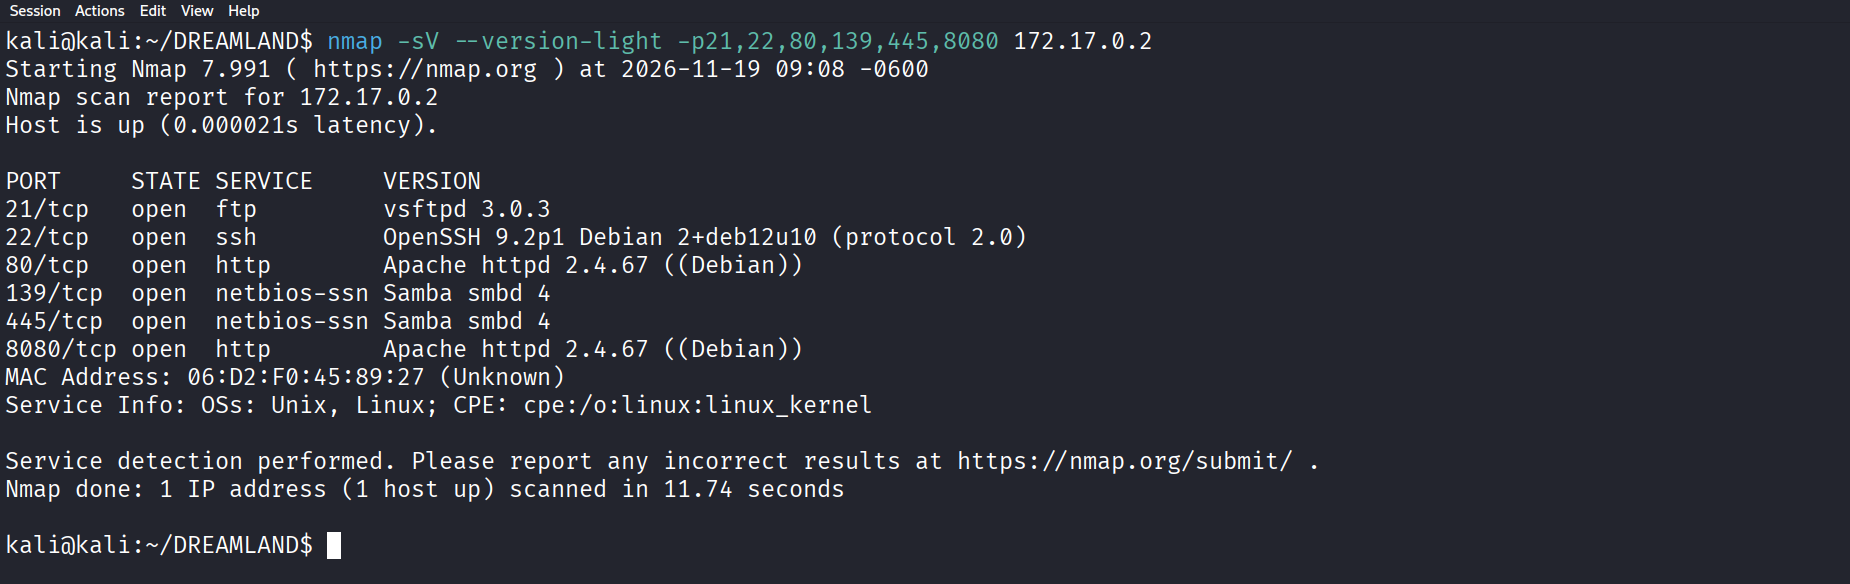 Session Actions Edit View Help
kali@kali:~/DREAMLAND$ nmap -sV --version-light -p21,22,80,139,445,8080 172.17.0.2
Starting Nmap 7.991 ( https://nmap.org ) at 2026-11-19 09:08 -0600
Nmap scan report for 172.17.0.2
Host is up (0.000021s latency).
PORT     STATE SERVICE     VERSION
21/tcp   open  ftp         vsftpd 3.0.3
22/tcp   open  ssh         OpenSSH 9.2p1 Debian 2+deb12u10 (protocol 2.0)
80/tcp   open  http        Apache httpd 2.4.67 ((Debian))
139/tcp  open  netbios-ssn Samba smbd 4
445/tcp  open  netbios-ssn Samba smbd 4
8080/tcp open  http        Apache httpd 2.4.67 ((Debian))
MAC Address: 06:D2:F0:45:89:27 (Unknown)
Service Info: OSs: Unix, Linux; CPE: cpe:/o:linux:linux_kernel
Service detection performed. Please report any incorrect results at https://nmap.org/submit/ .
Nmap done: 1 IP address (1 host up) scanned in 11.74 seconds
kali@kali:~/DREAMLAND$